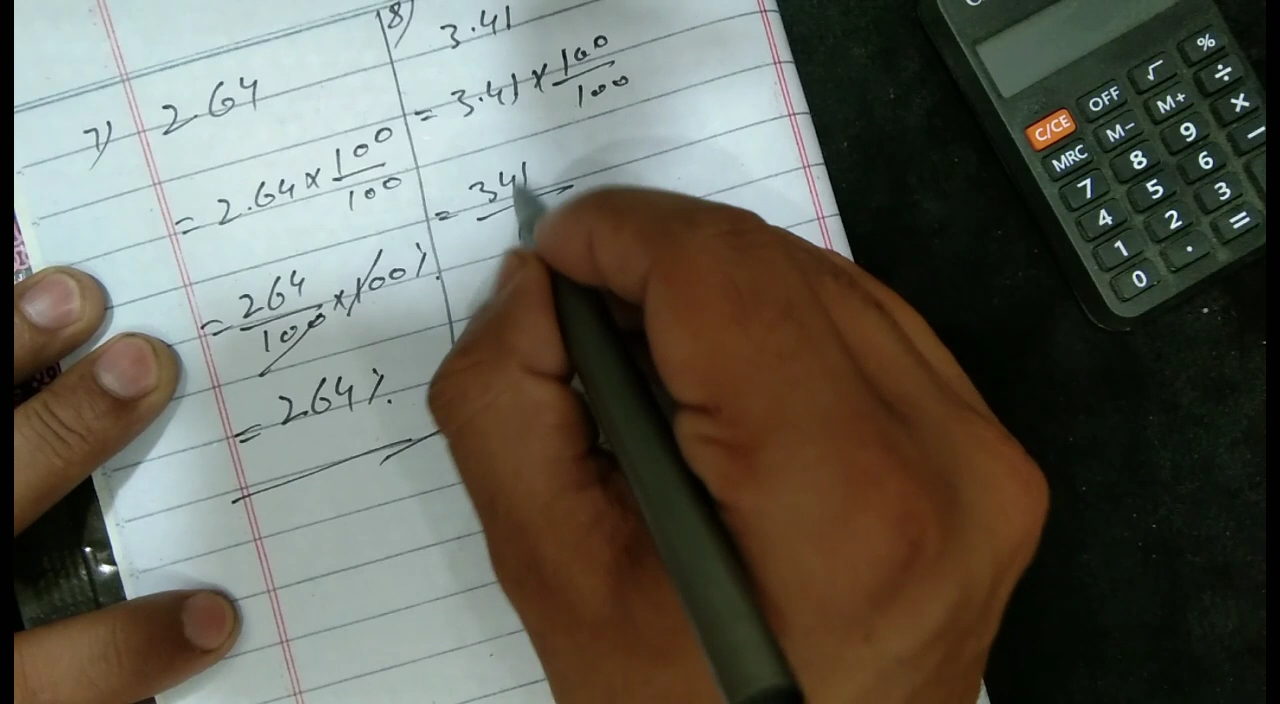 7) 2.64
= 2.64 × 100/100
= 264/100 × 100%
= 264%
8) 3.41
= 3.41 × 100/100
= 341
%
OFF √ ÷
C/CE M− M+ ×
MRC 8 9 −
7 5 6
4 2 3
1 . =
0